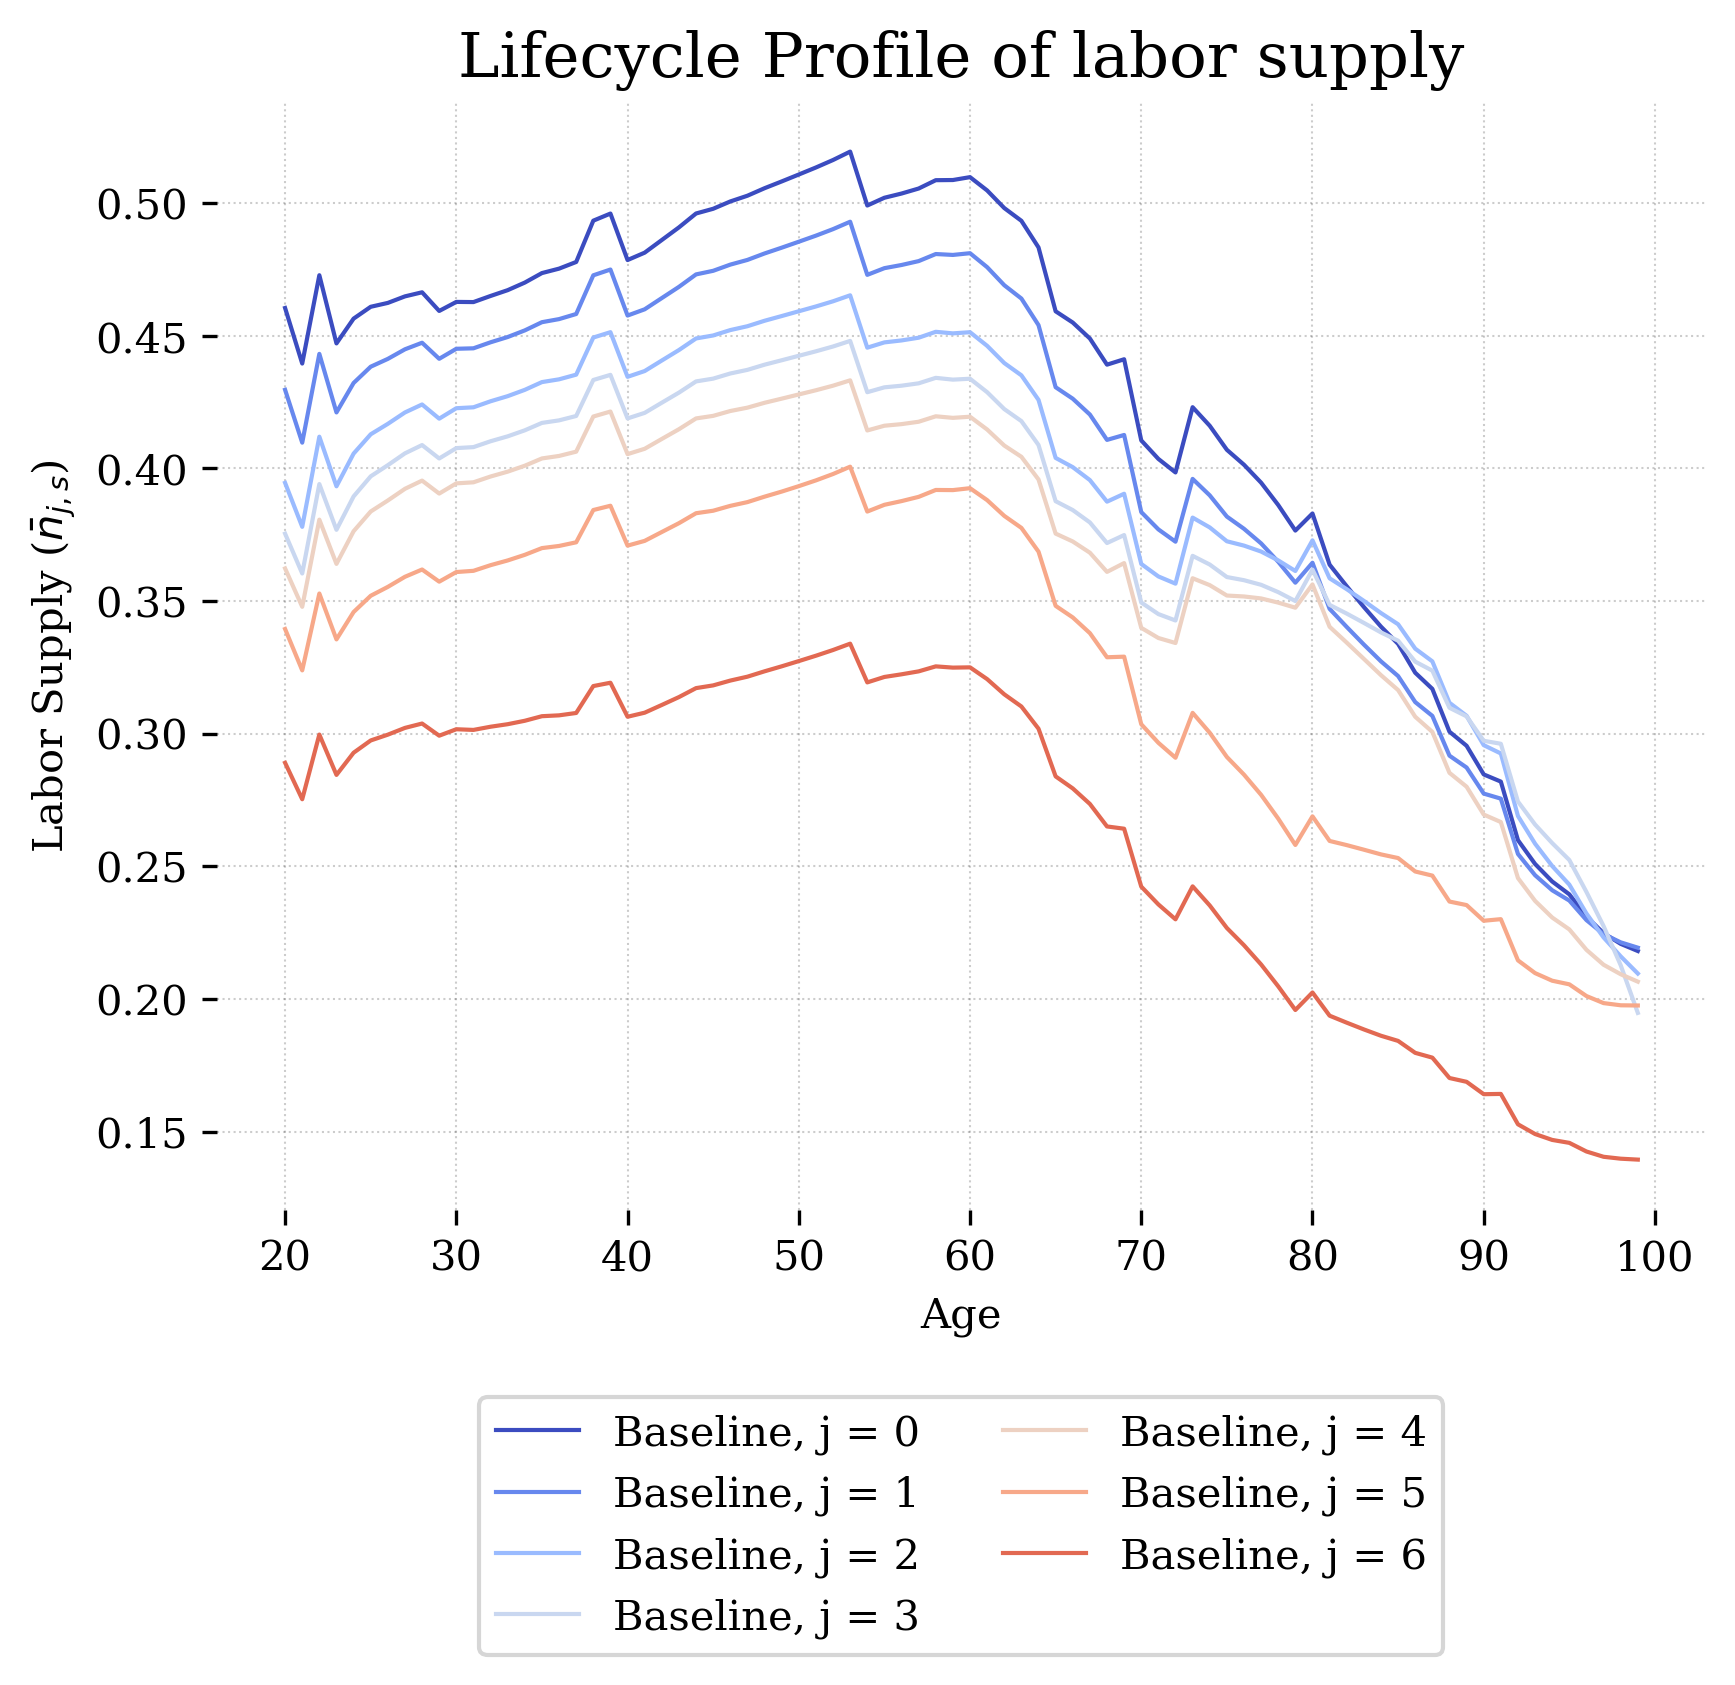 Lifecycle Profile of labor supply
Labor Supply ($\bar{n}_{j,s}$)
0.50
0.45
0.40
0.35
0.30
0.25
0.20
0.15
20 30 40 50 60 70 80 90 100
Age
Baseline, j = 0
Baseline, j = 1
Baseline, j = 2
Baseline, j = 3
Baseline, j = 4
Baseline, j = 5
Baseline, j = 6